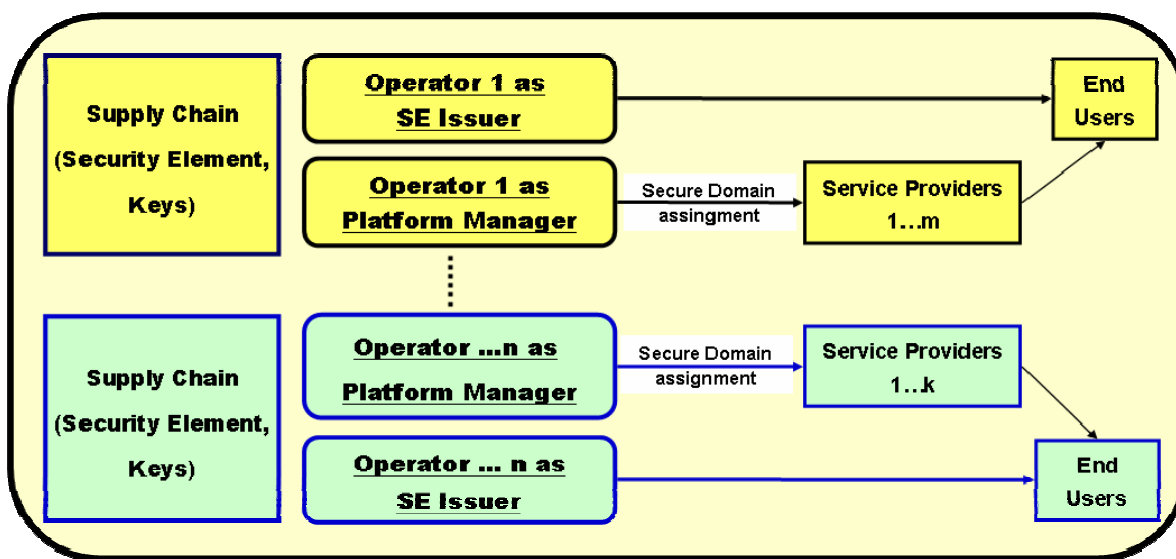 Supply Chain
(Security Element,
Keys)
Operator 1 as
SE Issuer
End
Users
Operator 1 as
Platform Manager
Secure Domain
assingment
Service Providers
1...m
Supply Chain
(Security Element,
Keys)
Operator ...n as
Platform Manager
Secure Domain
assignment
Service Providers
1...k
Operator ... n as
SE Issuer
End
Users